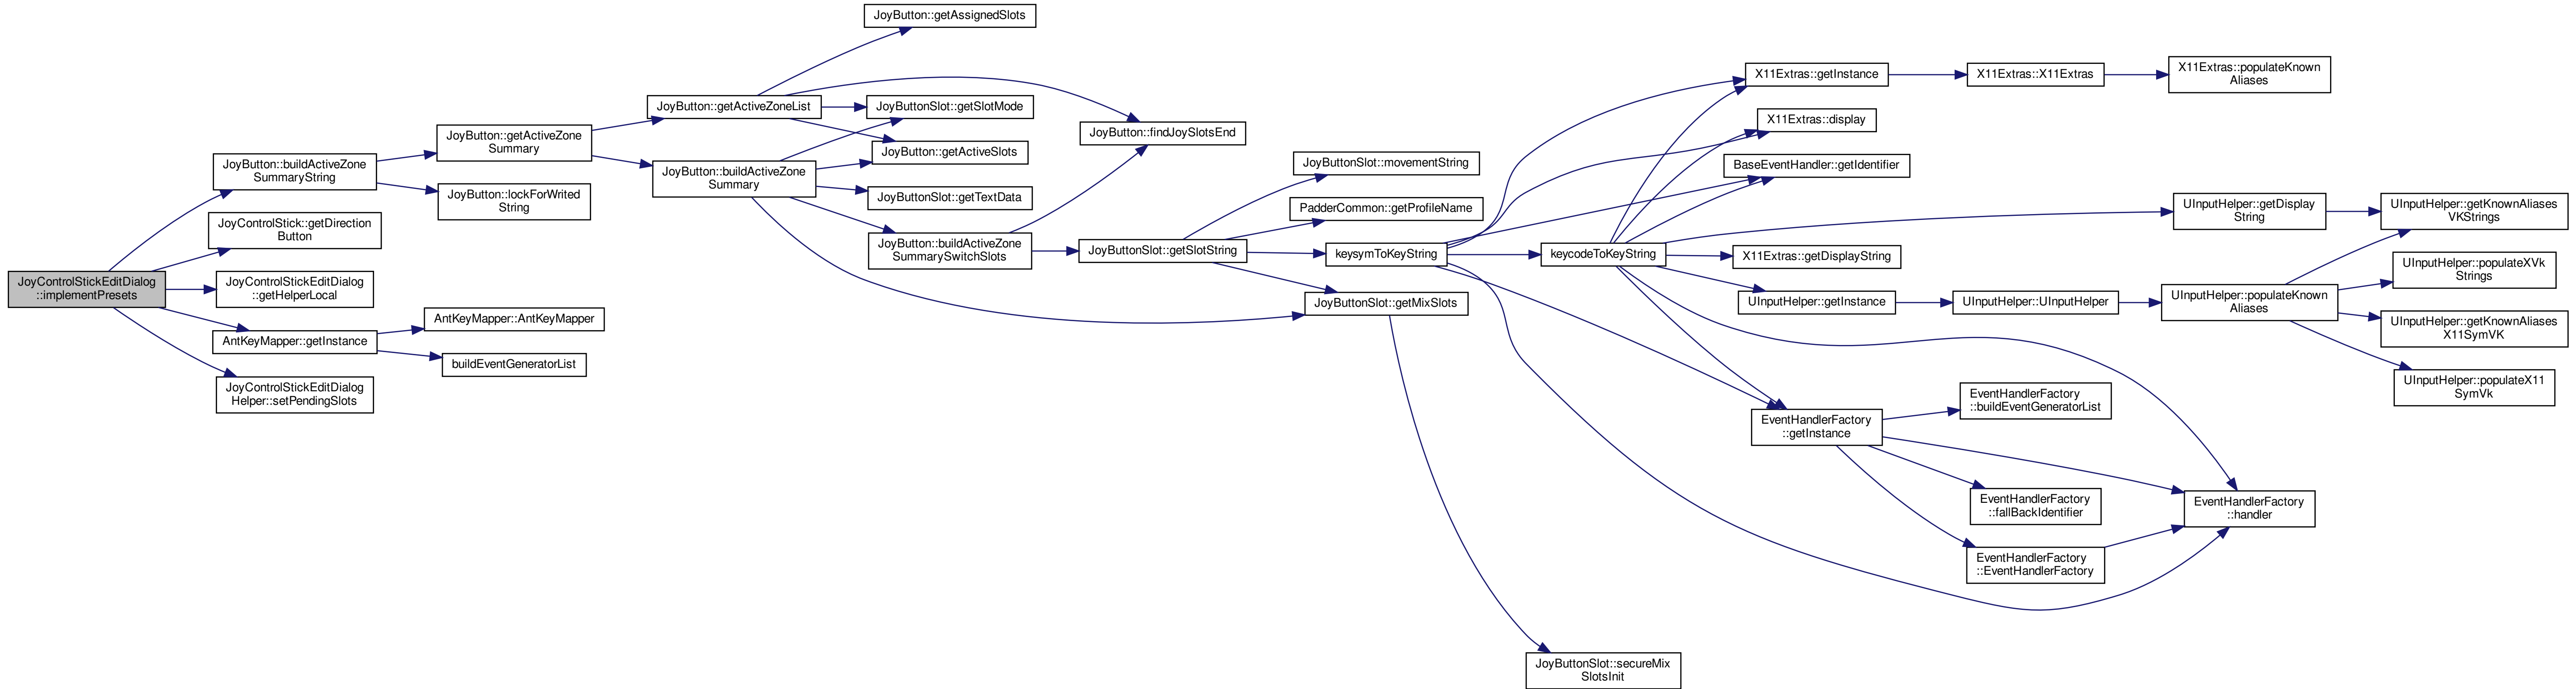 JoyControlStickEditDialog
::implementPresets
JoyButton::buildActiveZone
SummaryString
JoyControlStick::getDirection
Button
JoyControlStickEditDialog
::getHelperLocal
AntKeyMapper::getInstance
JoyControlStickEditDialog
Helper::setPendingSlots
JoyButton::getActiveZone
Summary
JoyButton::lockForWrited
String
AntKeyMapper::AntKeyMapper
buildEventGeneratorList
JoyButton::getActiveZoneList
JoyButton::buildActiveZone
Summary
JoyButton::getAssignedSlots
JoyButtonSlot::getSlotMode
JoyButton::getActiveSlots
JoyButtonSlot::getTextData
JoyButton::buildActiveZone
SummarySwitchSlots
JoyButton::findJoySlotsEnd
JoyButtonSlot::getSlotString
JoyButtonSlot::movementString
PadderCommon::getProfileName
keysymToKeyString
JoyButtonSlot::getMixSlots
keycodeToKeyString
JoyButtonSlot::secureMix
SlotsInit
X11Extras::getInstance
X11Extras::display
BaseEventHandler::getIdentifier
X11Extras::getDisplayString
UInputHelper::getInstance
EventHandlerFactory
::getInstance
X11Extras::X11Extras
UInputHelper::UInputHelper
EventHandlerFactory
::buildEventGeneratorList
EventHandlerFactory
::fallBackIdentifier
EventHandlerFactory
::EventHandlerFactory
X11Extras::populateKnown
Aliases
UInputHelper::getDisplay
String
UInputHelper::populateKnown
Aliases
EventHandlerFactory
::handler
UInputHelper::getKnownAliases
VKStrings
UInputHelper::populateXVk
Strings
UInputHelper::getKnownAliases
X11SymVK
UInputHelper::populateX11
SymVk